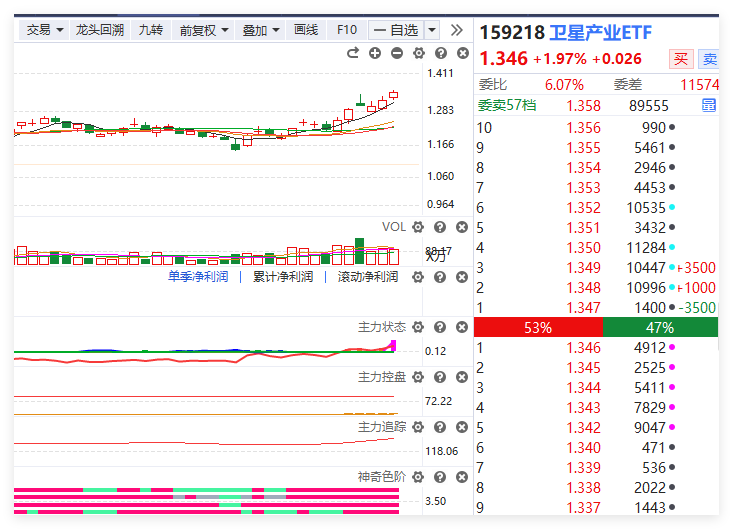 交易 龙头回溯 九转 前复权 叠加 画线 F10 一 自选
159218 卫星产业ETF
1.346 +1.97% +0.026 买 卖
委比 6.07% 委差 11574
委卖57档 1.358 89555
1.411
1.283
1.166
1.060
0.964
10 1.356 990
9 1.355 5461
8 1.354 2946
7 1.353 4453
6 1.352 10535
5 1.351 3432
4 1.350 11284
3 1.349 10447 +3500
2 1.348 10996 +1000
1 1.347 1400 -3500
53% 47%
1 1.346 4912
2 1.345 2525
3 1.344 5411
4 1.343 7829
5 1.342 9047
6 1.340 471
7 1.339 536
8 1.338 2022
9 1.337 1443
VOL
X万
单季净利润 | 累计净利润 | 滚动净利润
主力状态
0.12
主力控盘
72.22
主力追踪
118.06
神奇色阶
3.50